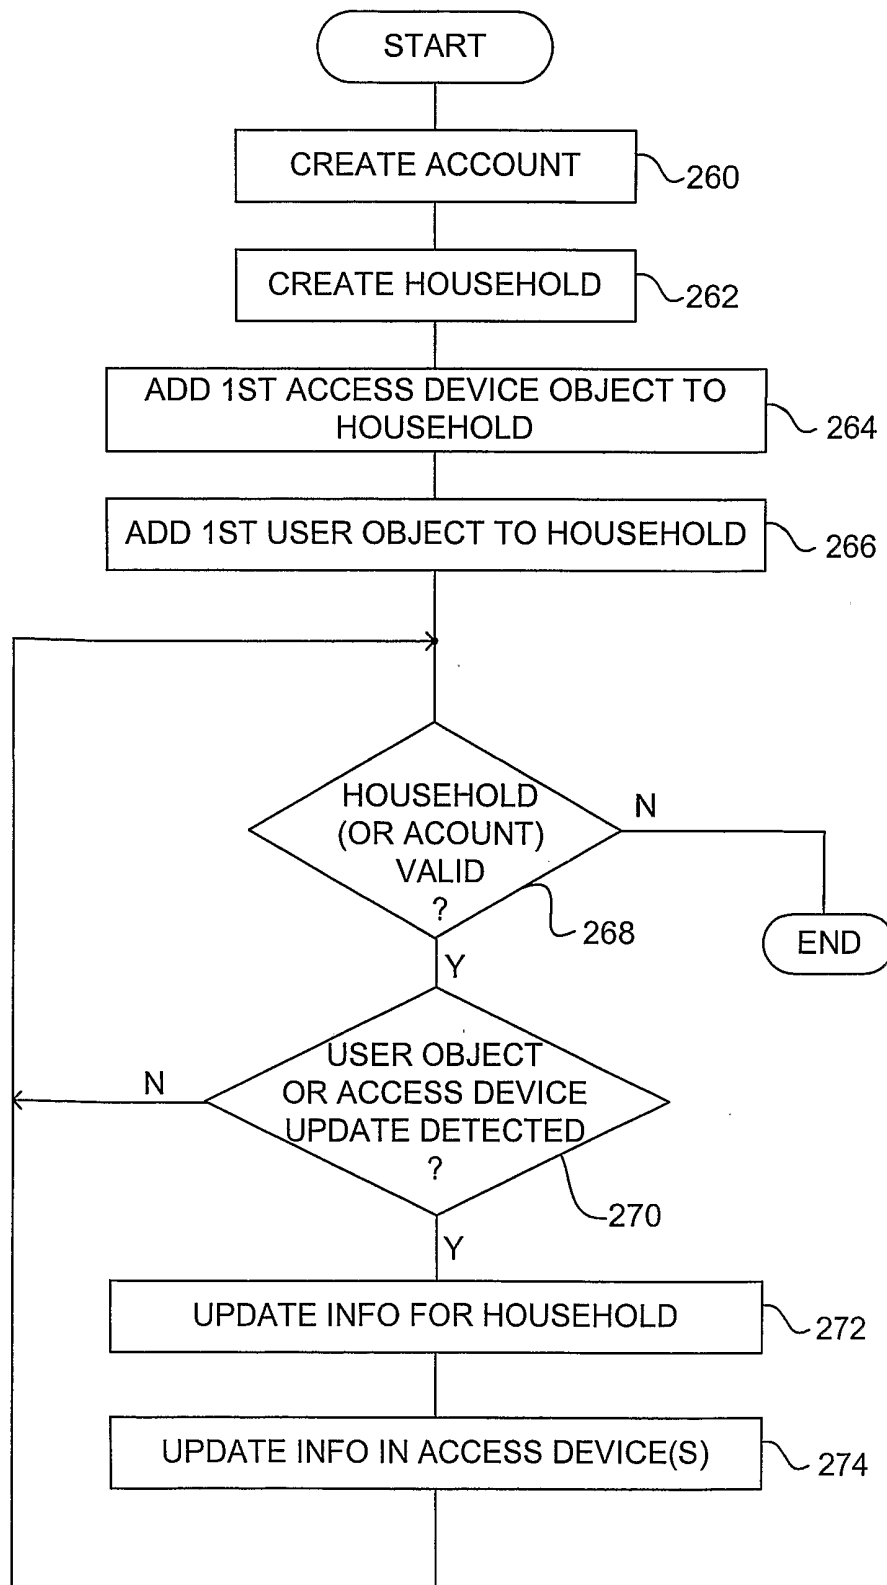 START
CREATE ACCOUNT
260
CREATE HOUSEHOLD
262
ADD 1ST ACCESS DEVICE OBJECT TO
HOUSEHOLD
264
ADD 1ST USER OBJECT TO HOUSEHOLD
266
HOUSEHOLD
(OR ACOUNT)
VALID
?
N
268
END
Y
USER OBJECT
OR ACCESS DEVICE
UPDATE DETECTED
?
N
270
Y
UPDATE INFO FOR HOUSEHOLD
272
UPDATE INFO IN ACCESS DEVICE(S)
274